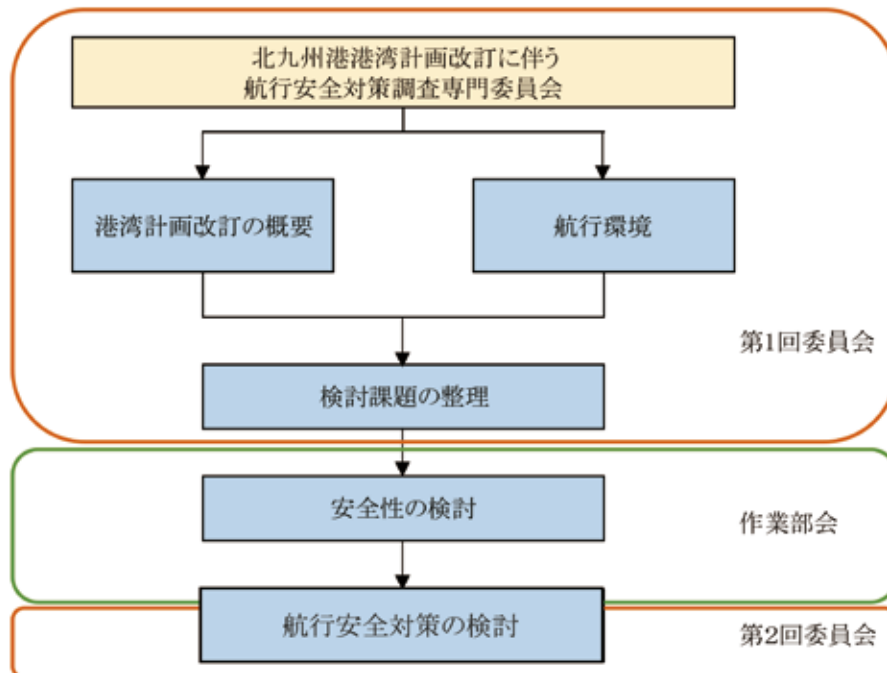 北九州港港湾計画改訂に伴う
航行安全対策調査専門委員会
港湾計画改訂の概要
航行環境
第1回委員会
検討課題の整理
安全性の検討
作業部会
航行安全対策の検討
第2回委員会